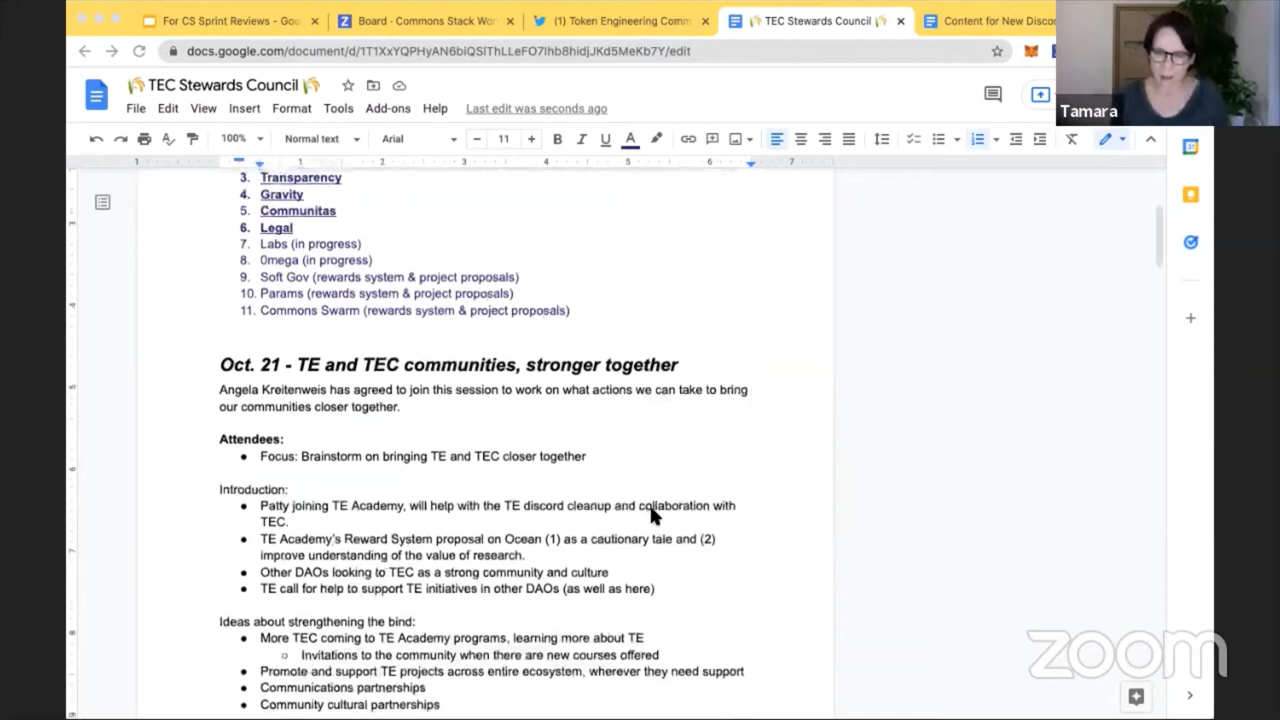 For CS Sprint Reviews - Goo
Board · Commons Stack Wor
(1) Token Engineering Comm
TEC Stewards Council
Content for New Discor
docs.google.com/document/d/1T1XxYQPHyAN6biQSlThLLeFO7lhb8hidjJKd5MeKb7Y/edit
TEC Stewards Council
File Edit View Insert Format Tools Add-ons Help Last edit was seconds ago
100% Normal text Arial 11 B I U A
1 1 2 3 4 5 6 7
Tamara
3. Transparency
4. Gravity
5. Communitas
6. Legal
7. Labs (in progress)
8. 0mega (in progress)
9. Soft Gov (rewards system & project proposals)
10. Params (rewards system & project proposals)
11. Commons Swarm (rewards system & project proposals)
Oct. 21 - TE and TEC communities, stronger together
Angela Kreitenweis has agreed to join this session to work on what actions we can take to bring
our communities closer together.
Attendees:
Focus: Brainstorm on bringing TE and TEC closer together
Introduction:
Patty joining TE Academy, will help with the TE discord cleanup and collaboration with
TEC.
TE Academy's Reward System proposal on Ocean (1) as a cautionary tale and (2)
improve understanding of the value of research.
Other DAOs looking to TEC as a strong community and culture
TE call for help to support TE initiatives in other DAOs (as well as here)
Ideas about strengthening the bind:
More TEC coming to TE Academy programs, learning more about TE
Invitations to the community when there are new courses offered
Promote and support TE projects across entire ecosystem, wherever they need support
Communications partnerships
Community cultural partnerships
zoom